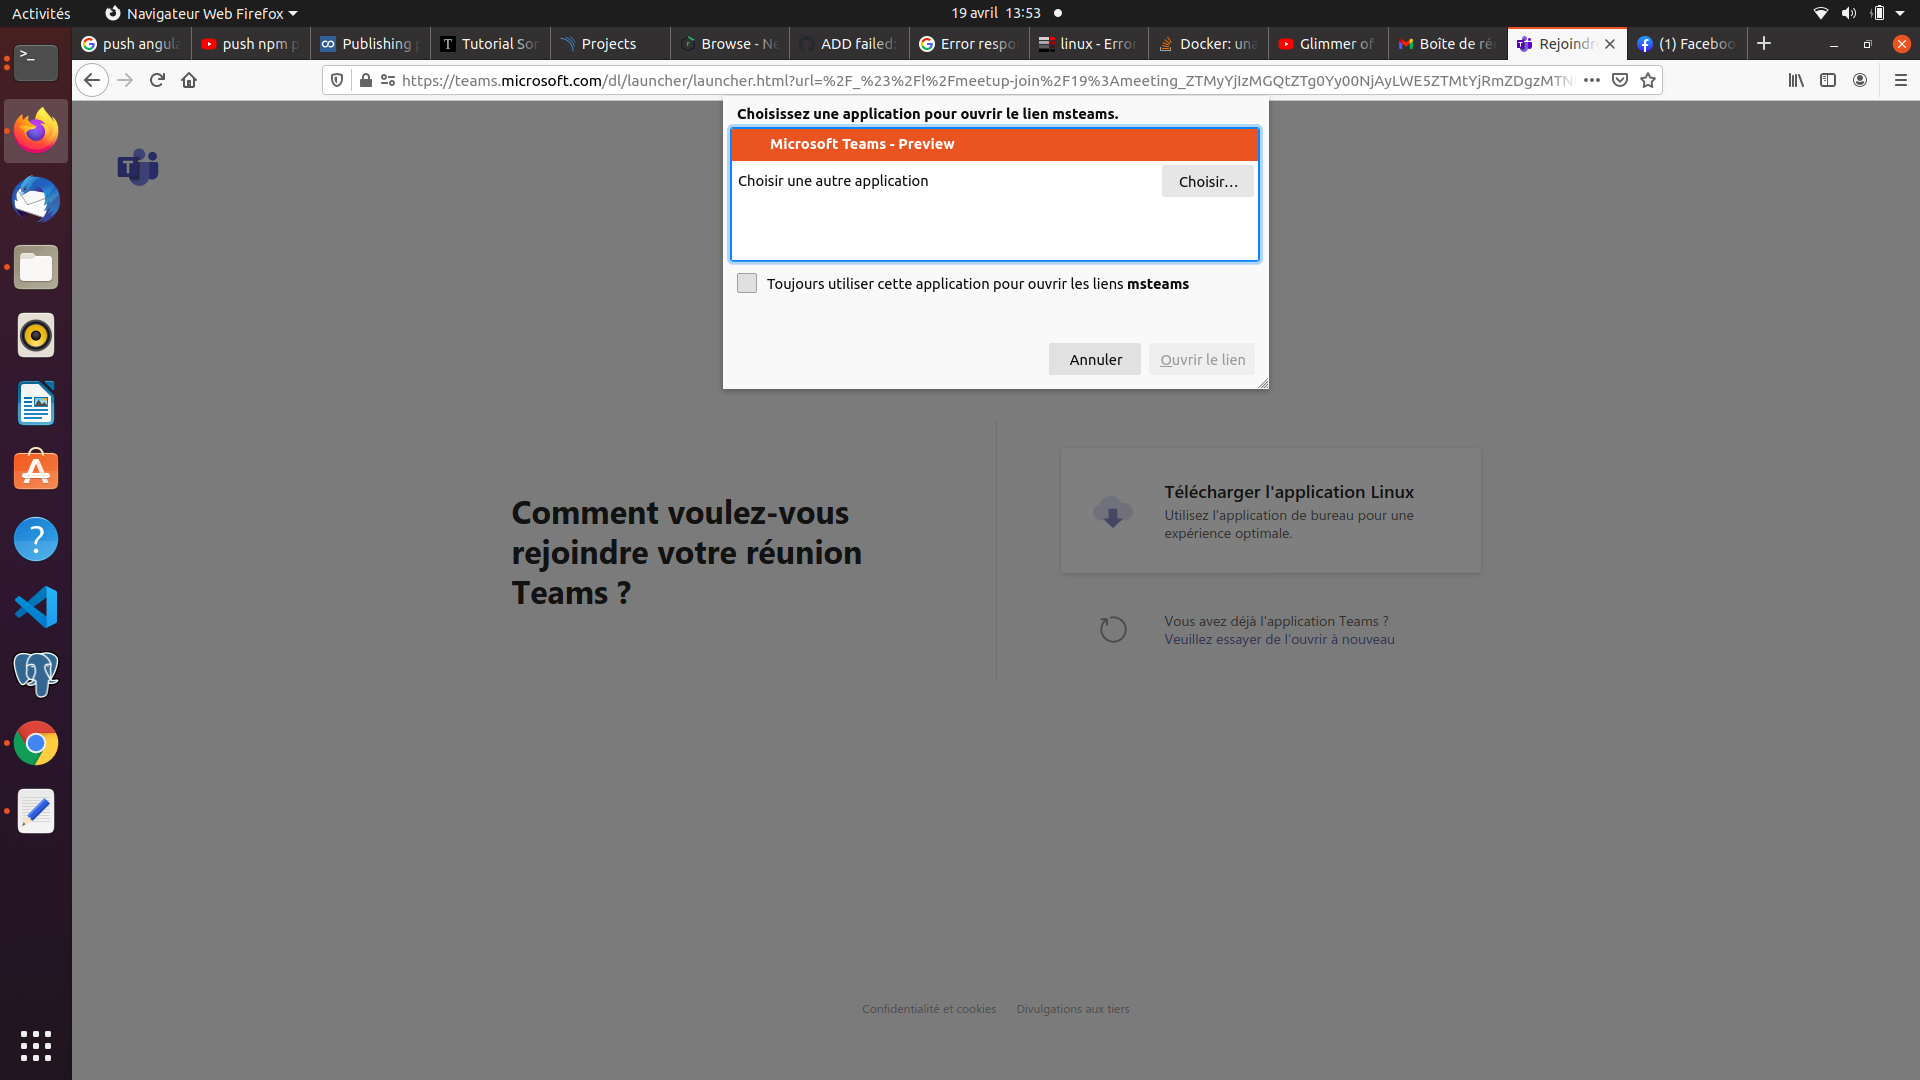 Activités
Navigateur Web Firefox
19 avril 13:53
push angula
push npm p
Publishing p
Tutorial Son
Projects
Browse - Ne
ADD failed:
Error respo
linux - Error
Docker: una
Glimmer of
Boîte de ré
Rejoindre
(1) Faceboo
https://teams.microsoft.com/dl/launcher/launcher.html?url=%2F_%23%2Fl%2Fmeetup-join%2F19%3Ameeting_ZTMyYjIzMGQtZTg0Yy00NjAyLWE5ZTMtYjRmZDgzMTN
Choisissez une application pour ouvrir le lien msteams.
Microsoft Teams - Preview
Choisir une autre application
Choisir…
Toujours utiliser cette application pour ouvrir les liens msteams
Annuler
Ouvrir le lien
Comment voulez-vous
rejoindre votre réunion
Teams ?
Télécharger l'application Linux
Utilisez l'application de bureau pour une
expérience optimale.
Vous avez déjà l'application Teams ?
Veuillez essayer de l'ouvrir à nouveau
Confidentialité et cookies
Divulgations aux tiers